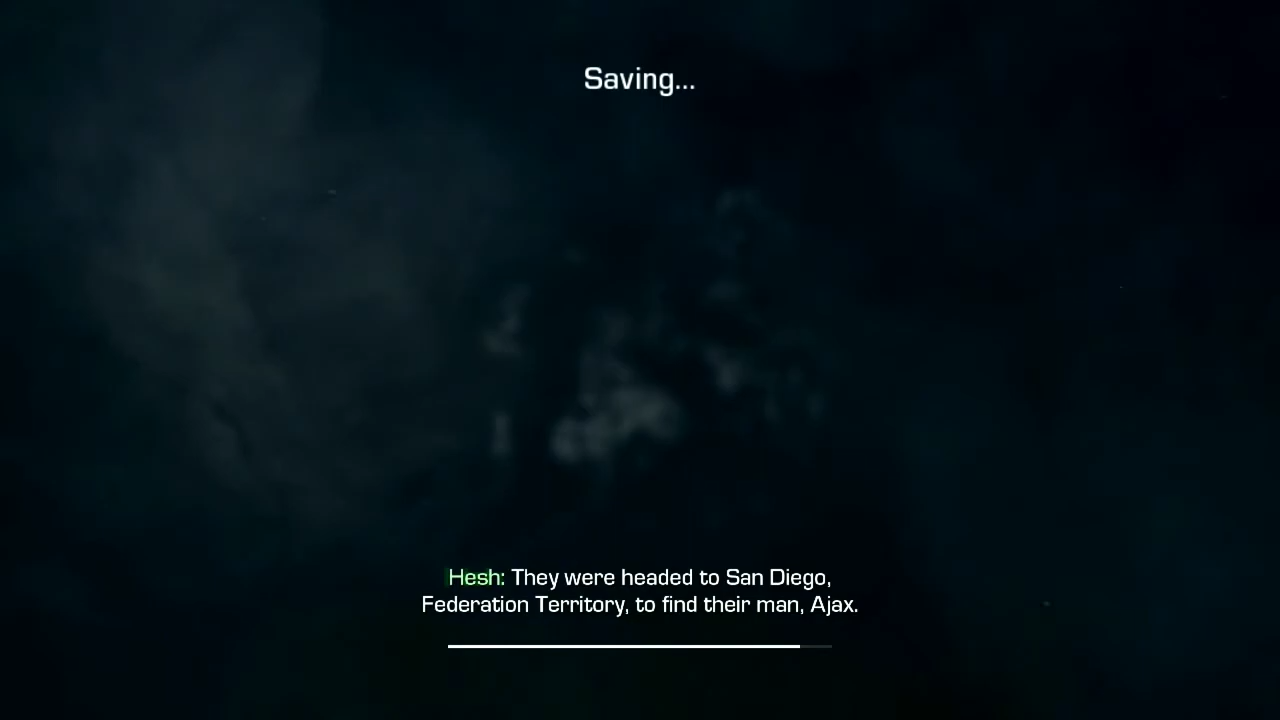 Saving...
Hesh: They were headed to San Diego,
Federation Territory, to find their man, Ajax.